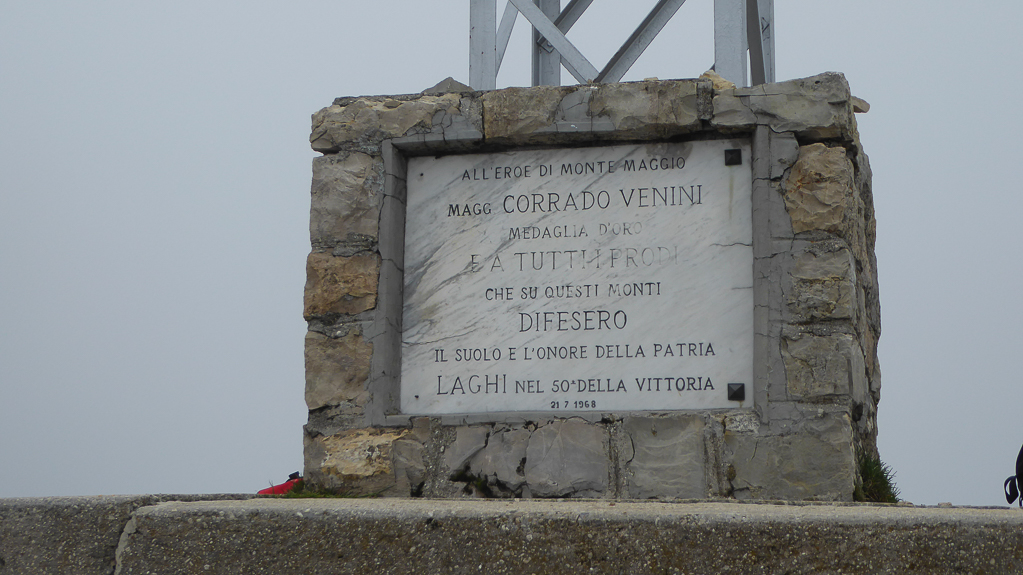 ALL'EROE DI MONTE MAGGIO
MAGG CORRADO VENINI
MEDAGLIA D'ORO
E A TUTTI I PRODI
CHE SU QUESTI MONTI
DIFESERO
IL SUOLO E L'ONORE DELLA PATRIA
LAGHI NEL 50° DELLA VITTORIA
21 7 1968